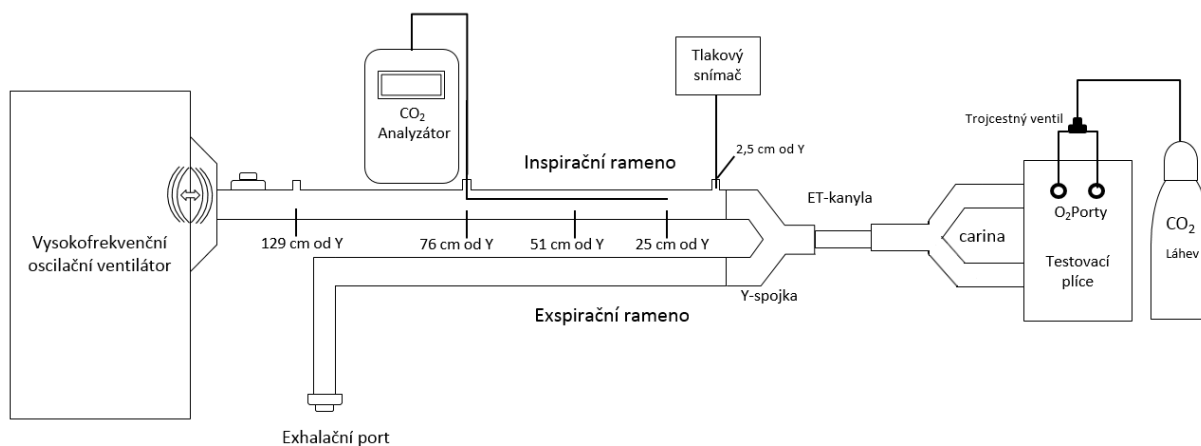 Vysokofrekvenční
oscilační ventilátor
CO₂
Analyzátor
Tlakový
snímač
Inspirační rameno
2,5 cm od Y
129 cm od Y
76 cm od Y
51 cm od Y
25 cm od Y
Exspirační rameno
Exhalační port
Y-spojka
ET-kanyla
carina
Trojcestný ventil
O₂Porty
Testovací
plíce
CO₂
Láhev